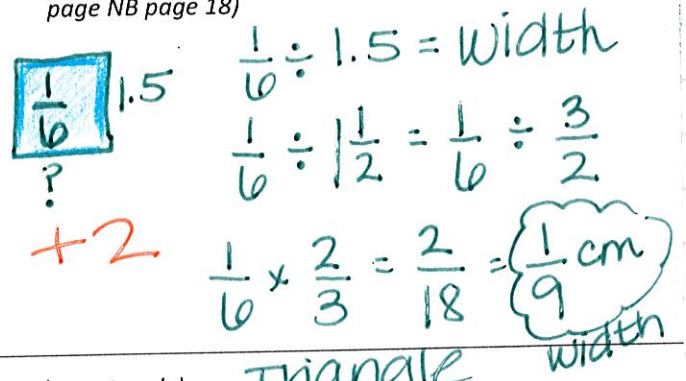 page NB page 18)
1/6 ÷ 1.5 = Width
1/6 1.5
1/6 ÷ 1 1/2 = 1/6 ÷ 3/2
?
+2
1/6 x 2/3 = 2/18 = 1/9 cm
width
Triangle